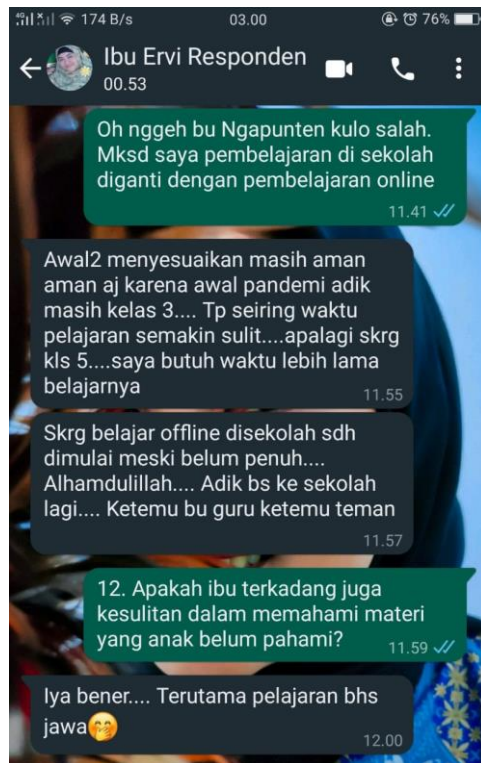 174 B/s 03.00 76%
Ibu Ervi Responden
00.53
Oh nggeh bu Ngapunten kulo salah.
Mksd saya pembelajaran di sekolah
diganti dengan pembelajaran online
11.41
Awal2 menyesuaikan masih aman
aman aj karena awal pandemi adik
masih kelas 3.... Tp seiring waktu
pelajaran semakin sulit....apalagi skrg
kls 5....saya butuh waktu lebih lama
belajarnya
11.55
Skrg belajar offline disekolah sdh
dimulai meski belum penuh....
Alhamdulillah.... Adik bs ke sekolah
lagi.... Ketemu bu guru ketemu teman
11.57
12. Apakah ibu terkadang juga
kesulitan dalam memahami materi
yang anak belum pahami?
11.59
Iya bener.... Terutama pelajaran bhs
jawa🤭
12.00